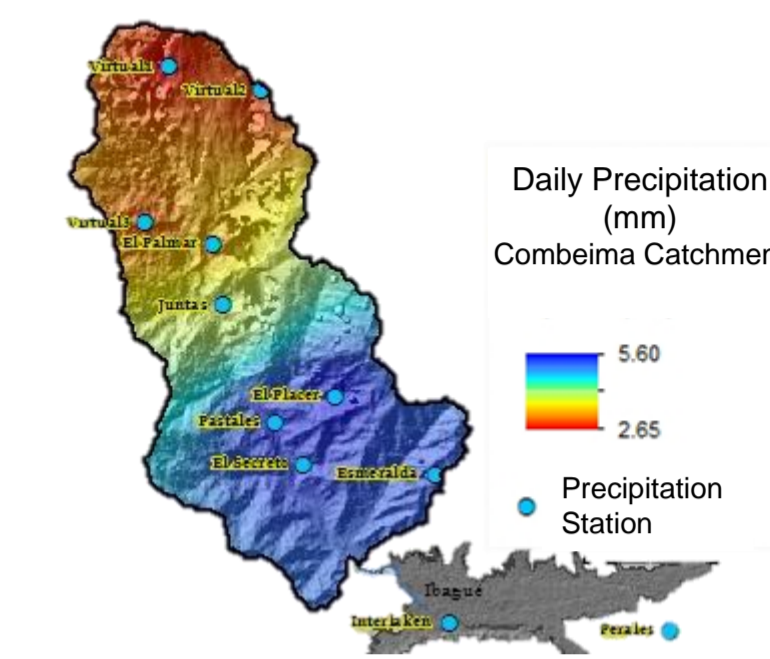 Virtual1
Virtual2
Virtual3
El Palmar
Juntas
El Placer
Pastales
El Secreto
Esmeralda
Ibagué
Interlaken
Perales
Daily Precipitation
(mm)
Combeima Catchmen
5.60
2.65
Precipitation
Station